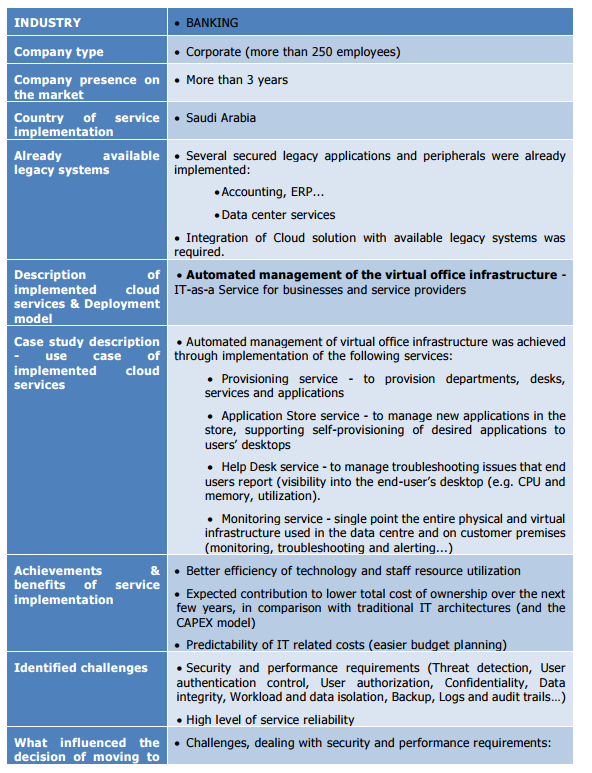 INDUSTRY
• BANKING
Company type
• Corporate (more than 250 employees)
Company presence on
the market
• More than 3 years
Country of service
implementation
• Saudi Arabia
Already available
legacy systems
• Several secured legacy applications and peripherals were already
implemented:
• Accounting, ERP...
• Data center services
• Integration of Cloud solution with available legacy systems was
required.
Description of
implemented cloud
services & Deployment
model
• Automated management of the virtual office infrastructure -
IT-as-a Service for businesses and service providers
Case study description
- use case of
implemented cloud
services
• Automated management of virtual office infrastructure was achieved
through implementation of the following services:
• Provisioning service - to provision departments, desks,
services and applications
• Application Store service - to manage new applications in the
store, supporting self-provisioning of desired applications to
users’ desktops
• Help Desk service - to manage troubleshooting issues that end
users report (visibility into the end-user’s desktop (e.g. CPU and
memory, utilization).
• Monitoring service - single point the entire physical and virtual
infrastructure used in the data centre and on customer premises
(monitoring, troubleshooting and alerting...)
Achievements &
benefits of service
implementation
• Better efficiency of technology and staff resource utilization
• Expected contribution to lower total cost of ownership over the next
few years, in comparison with traditional IT architectures (and the
CAPEX model)
• Predictability of IT related costs (easier budget planning)
Identified challenges
• Security and performance requirements (Threat detection, User
authentication control, User authorization, Confidentiality, Data
integrity, Workload and data isolation, Backup, Logs and audit trails...)
• High level of service reliability
What influenced the
decision of moving to
• Challenges, dealing with security and performance requirements: